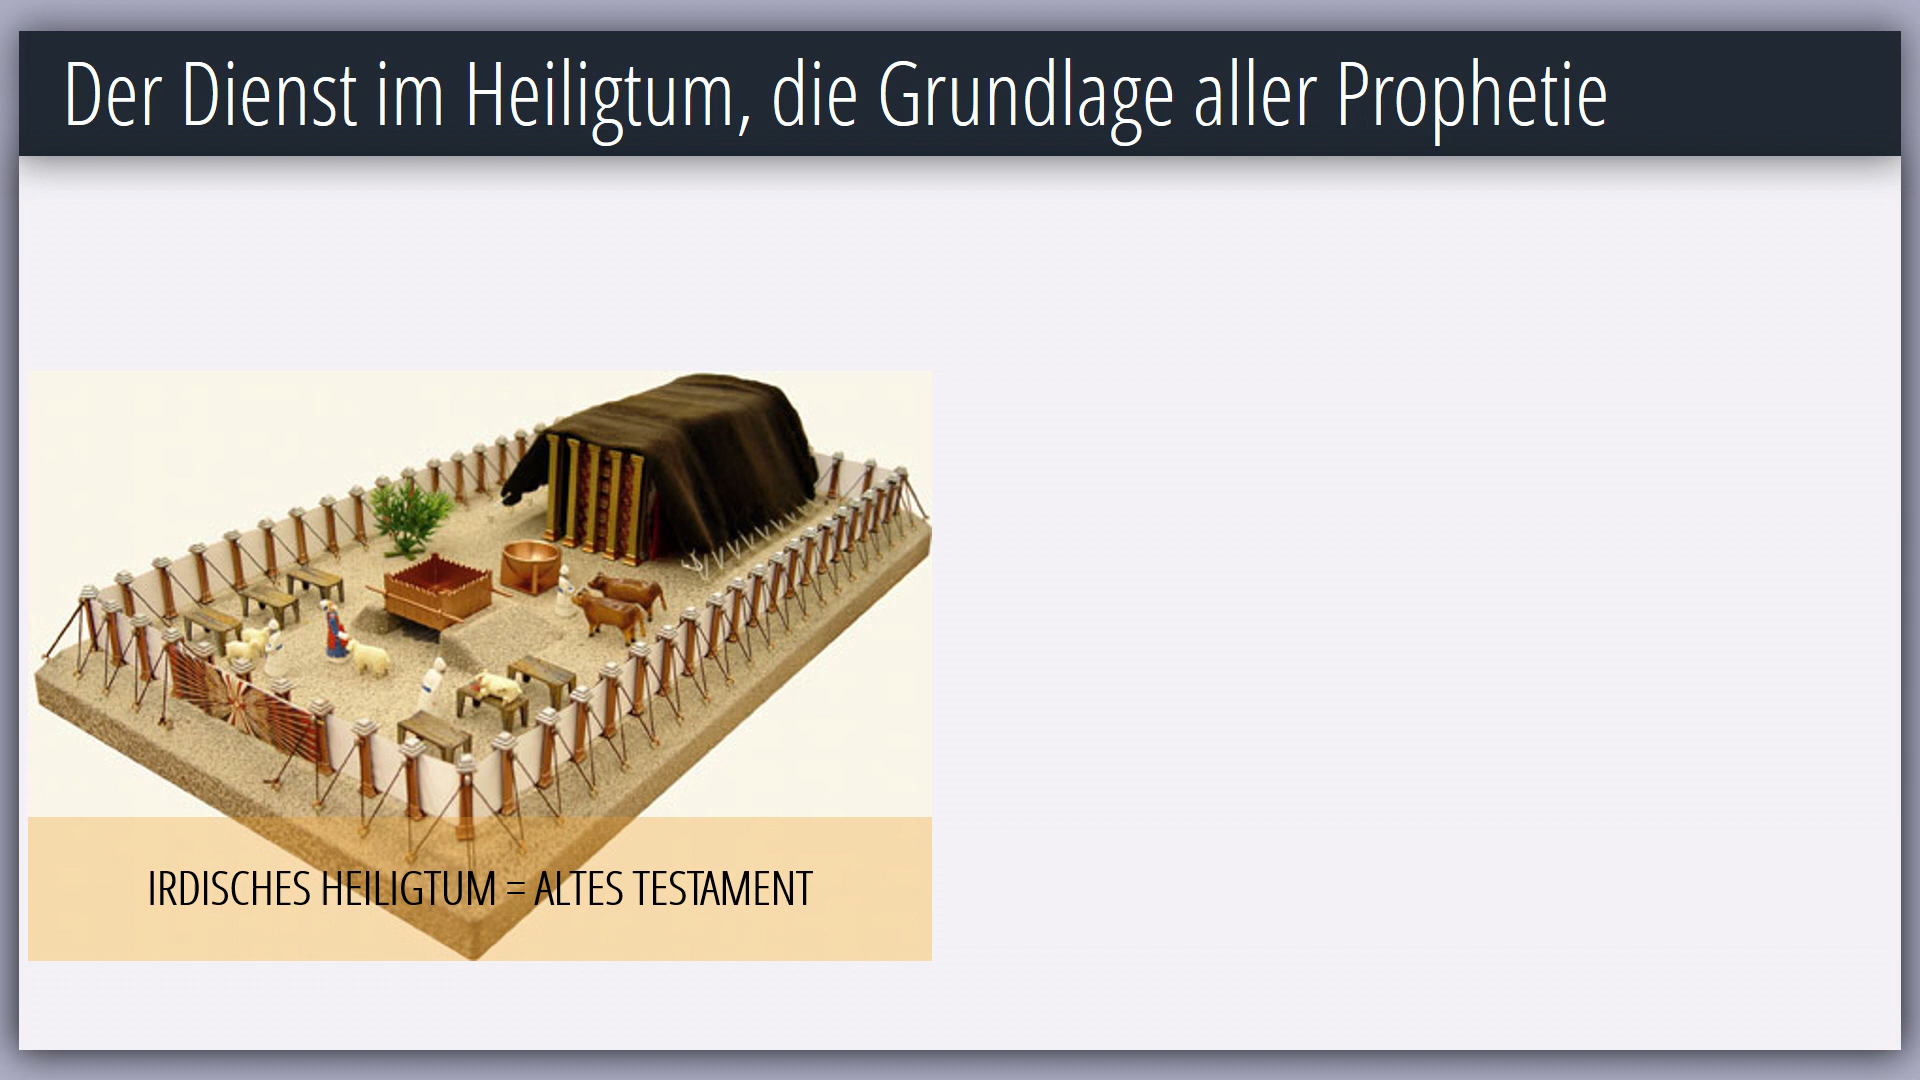 Der Dienst im Heiligtum, die Grundlage aller Prophetie
IRDISCHES HEILIGTUM = ALTES TESTAMENT